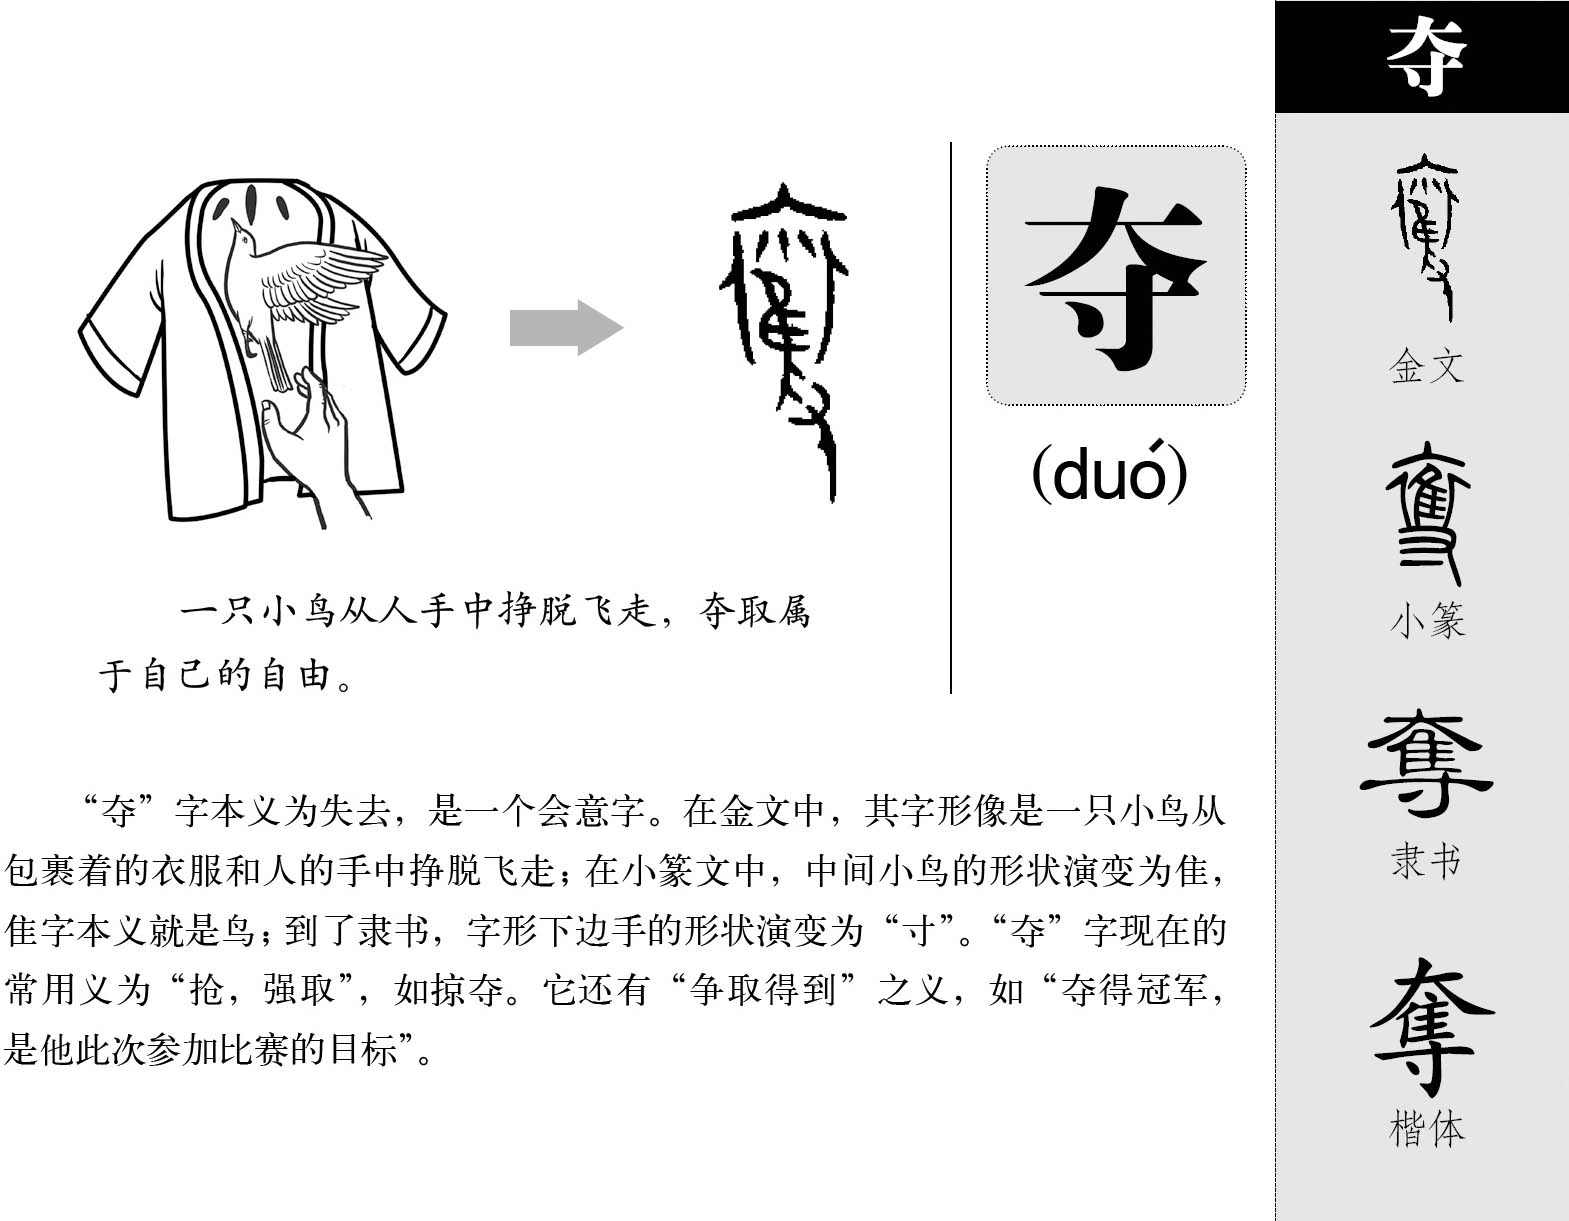 夺
夺
(duó)
一只小鸟从人手中挣脱飞走，夺取属
于自己的自由。
“夺”字本义为失去，是一个会意字。在金文中，其字形像是一只小鸟从
包裹着的衣服和人的手中挣脱飞走；在小篆文中，中间小鸟的形状演变为隹，
隹字本义就是鸟；到了隶书，字形下边手的形状演变为“寸”。“夺”字现在的
常用义为“抢，强取”，如掠夺。它还有“争取得到”之义，如“夺得冠军，
是他此次参加比赛的目标”。
金文
奪
小篆
奪
隶书
奪
楷体